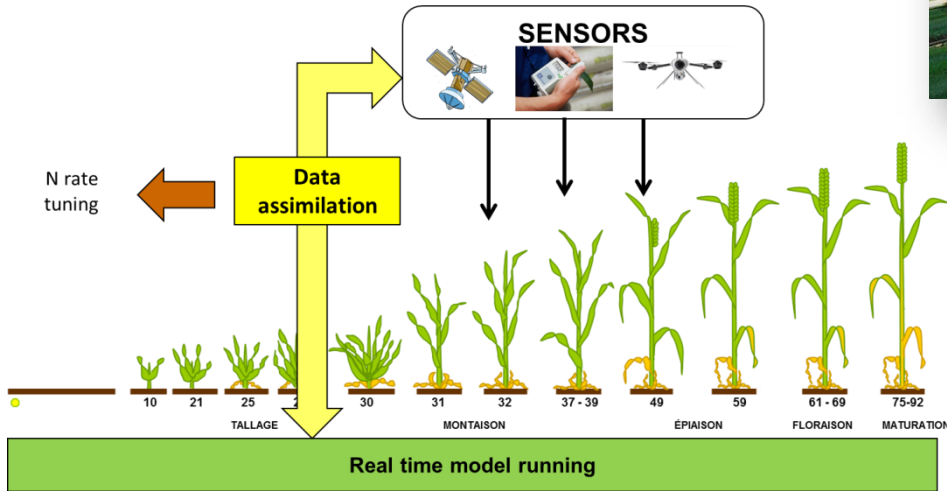 SENSORS
N rate
tuning
Data
assimilation
10 21 25 30 31 32 37 - 39 49 59 61 - 69 75-92
TALLAGE MONTAISON ÉPIAISON FLORAISON MATURATION
Real time model running